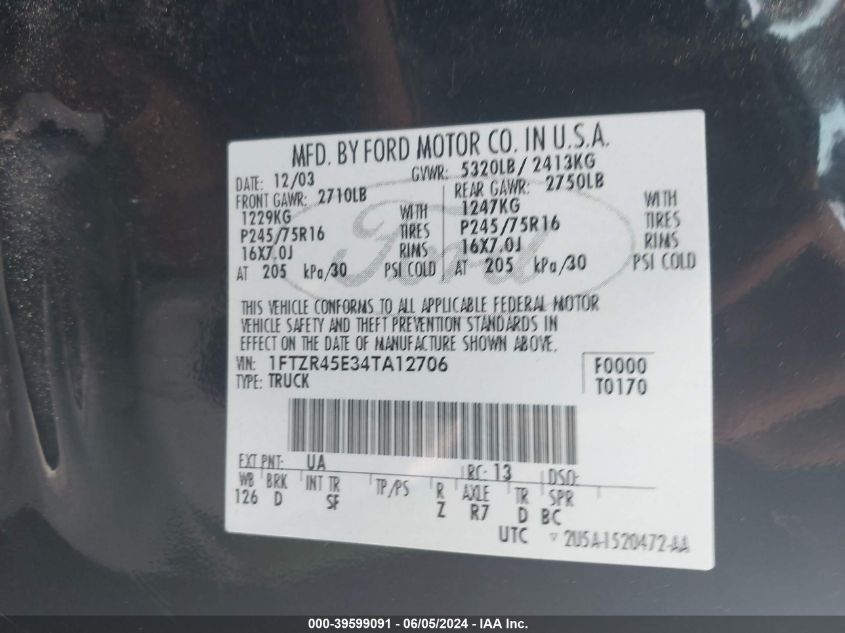 MFD. BY FORD MOTOR CO. IN U.S.A.
DATE: 12/03 GVWR: 5320LB/ 2413KG
FRONT GAWR: 2710LB REAR GAWR: 2750LB
1229KG WITH 1247KG WITH
P245/75R16 TIRES P245/75R16 TIRES
16X7.0J RIMS 16X7.0J RIMS
AT 205 kPa/30 PSI COLD AT 205 kPa/30 PSI COLD
Ford
THIS VEHICLE CONFORMS TO ALL APPLICABLE FEDERAL MOTOR
VEHICLE SAFETY AND THEFT PREVENTION STANDARDS IN
EFFECT ON THE DATE OF MANUFACTURE SHOWN ABOVE.
VIN: 1FTZR45E34TA12706 F0000
TYPE: TRUCK T0170
EXT PNT: UA RC: 13 DSO:
WB BRK INT TR TP/PS R AXLE TR SPR
126 D SF Z R7 D BC
UTC ▽ 2U5A-1520472-AA
000-39599091 - 06/05/2024 - IAA Inc.